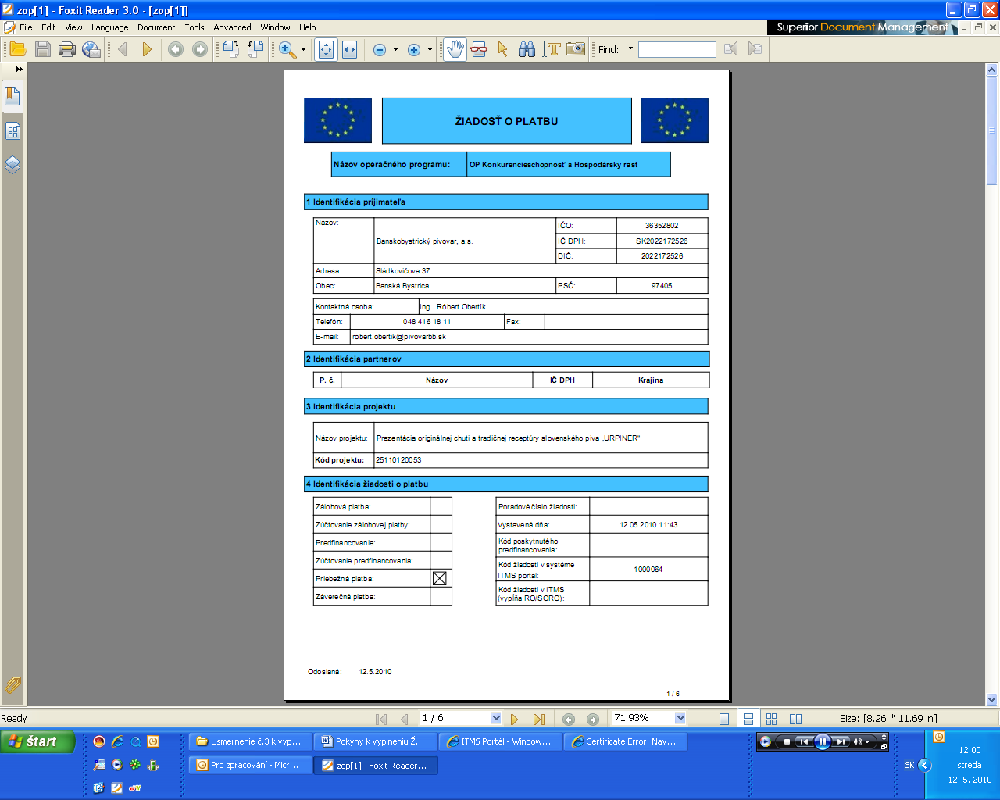 zop[1] - Foxit Reader 3.0 - [zop[1]]
File Edit View Language Document Tools Advanced Window Help
Superior Document Management
Find:
ŽIADOSŤ O PLATBU
Názov operačného programu: OP Konkurencieschopnosť a Hospodársky rast
1 Identifikácia prijímateľa
Názov: Banskobystrický pivovar, a.s.
IČO: 36352802
IČ DPH: SK2022172526
DIČ: 2022172526
Adresa: Sládkovičova 37
Obec: Banská Bystrica PSČ: 97405
Kontaktná osoba: Ing. Róbert Obertík
Telefón: 048 416 18 11 Fax:
E-mail: robert.obertik@pivovarbb.sk
2 Identifikácia partnerov
P. č. Názov IČ DPH Krajina
3 Identifikácia projektu
Názov projektu: Prezentácia originálnej chuti a tradičnej receptúry slovenského piva „URPINER"
Kód projektu: 25110120053
4 Identifikácia žiadosti o platbu
Zálohová platba:
Zúčtovanie zálohovej platby:
Predfinancovanie:
Zúčtovanie predfinancovania:
Priebežná platba:
Záverečná platba:
Poradové číslo žiadosti:
Vystavená dňa: 12.05.2010 11:43
Kód poskytnutého
predfinancovania:
Kód žiadosti v systéme
ITMS portal: 1000064
Kód žiadosti v ITMS
(vypĺňa RO/SORO):
Odoslaná: 12.5.2010
1 / 6
Ready
1 / 6
71.93%
Size: [8.26 * 11.69 in]
štart
Usmernenie č.3 k vyp...
Pokyny k vyplneniu Ž...
ITMS Portál - Window...
Certificate Error: Nav...
Pro zpracování - Micr...
zop[1] - Foxit Reader...
SK
12:00
streda
12. 5. 2010